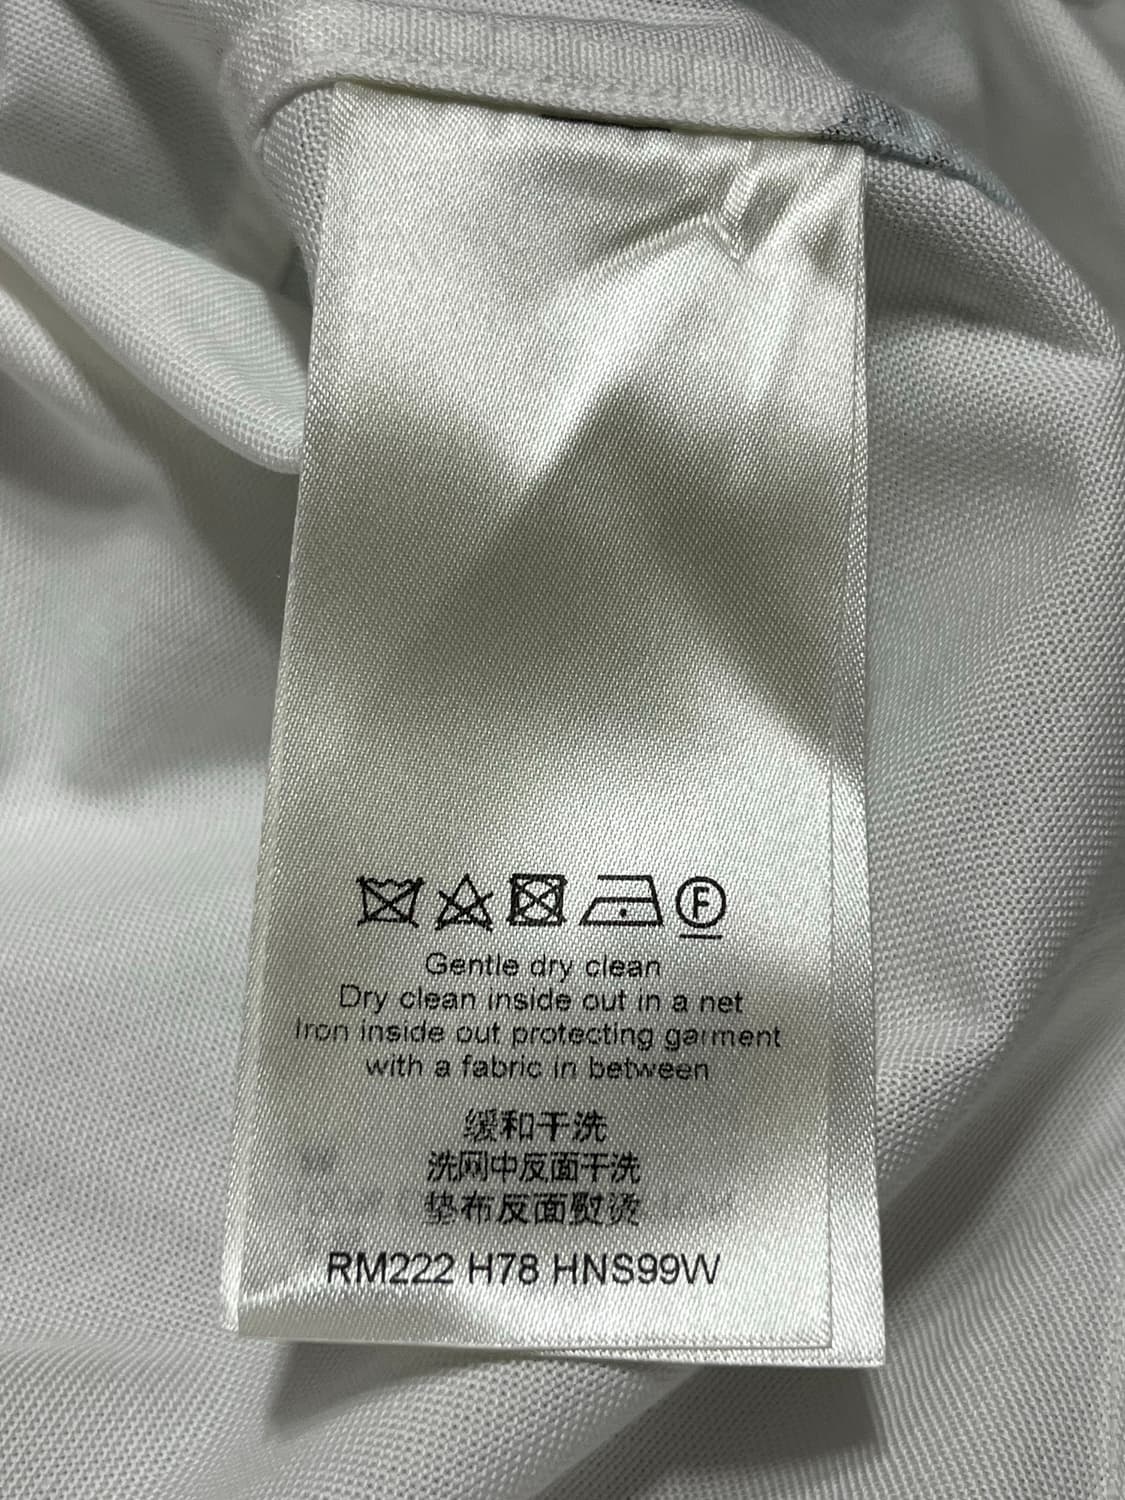 F
Gentle dry clean
Dry clean inside out in a net
Iron inside out protecting garment
with a fabric in between
缓和干洗
洗网中反面干洗
垫布反面熨烫
RM222 H78 HNS99W